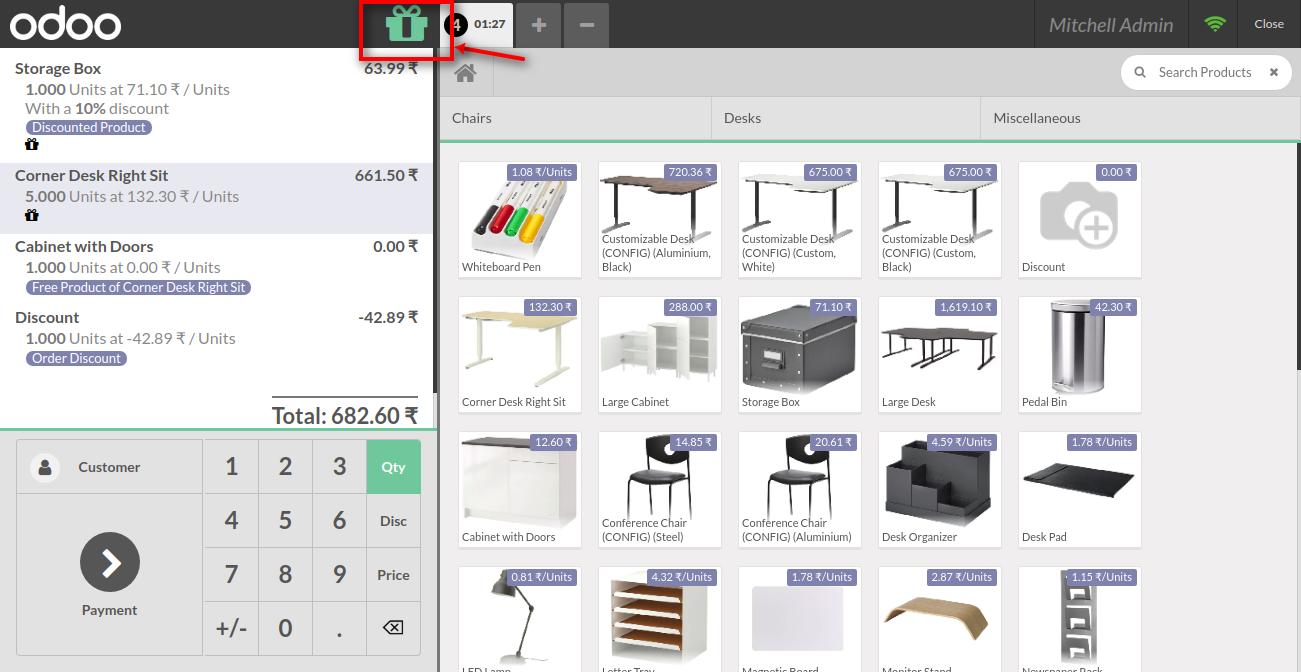 odoo
4 01:27
Mitchell Admin
Close
Storage Box 63.99 ₹
1.000 Units at 71.10 ₹ / Units
With a 10% discount
Discounted Product
Corner Desk Right Sit 661.50 ₹
5.000 Units at 132.30 ₹ / Units
Cabinet with Doors 0.00 ₹
1.000 Units at 0.00 ₹ / Units
Free Product of Corner Desk Right Sit
Discount -42.89 ₹
1.000 Units at -42.89 ₹ / Units
Order Discount
Total: 682.60 ₹
Customer
Payment
1 2 3 Qty
4 5 6 Disc
7 8 9 Price
+/- 0 .
Search Products
Chairs
Desks
Miscellaneous
1.08 ₹/Units
Whiteboard Pen
720.36 ₹
Customizable Desk
(CONFIG) (Aluminium,
Black)
675.00 ₹
Customizable Desk
(CONFIG) (Custom,
White)
675.00 ₹
Customizable Desk
(CONFIG) (Custom,
Black)
0.00 ₹
Discount
132.30 ₹
Corner Desk Right Sit
288.00 ₹
Large Cabinet
71.10 ₹
Storage Box
1,619.10 ₹
Large Desk
42.30 ₹
Pedal Bin
12.60 ₹
Cabinet with Doors
14.85 ₹
Conference Chair
(CONFIG) (Steel)
20.61 ₹
Conference Chair
(CONFIG) (Aluminium)
4.59 ₹/Units
Desk Organizer
1.78 ₹/Units
Desk Pad
0.81 ₹/Units
LED Lamp
4.32 ₹/Units
Letter Tray
1.78 ₹/Units
Magnetic Board
2.87 ₹/Units
Monitor Stand
1.15 ₹/Units
Newspaper Rack